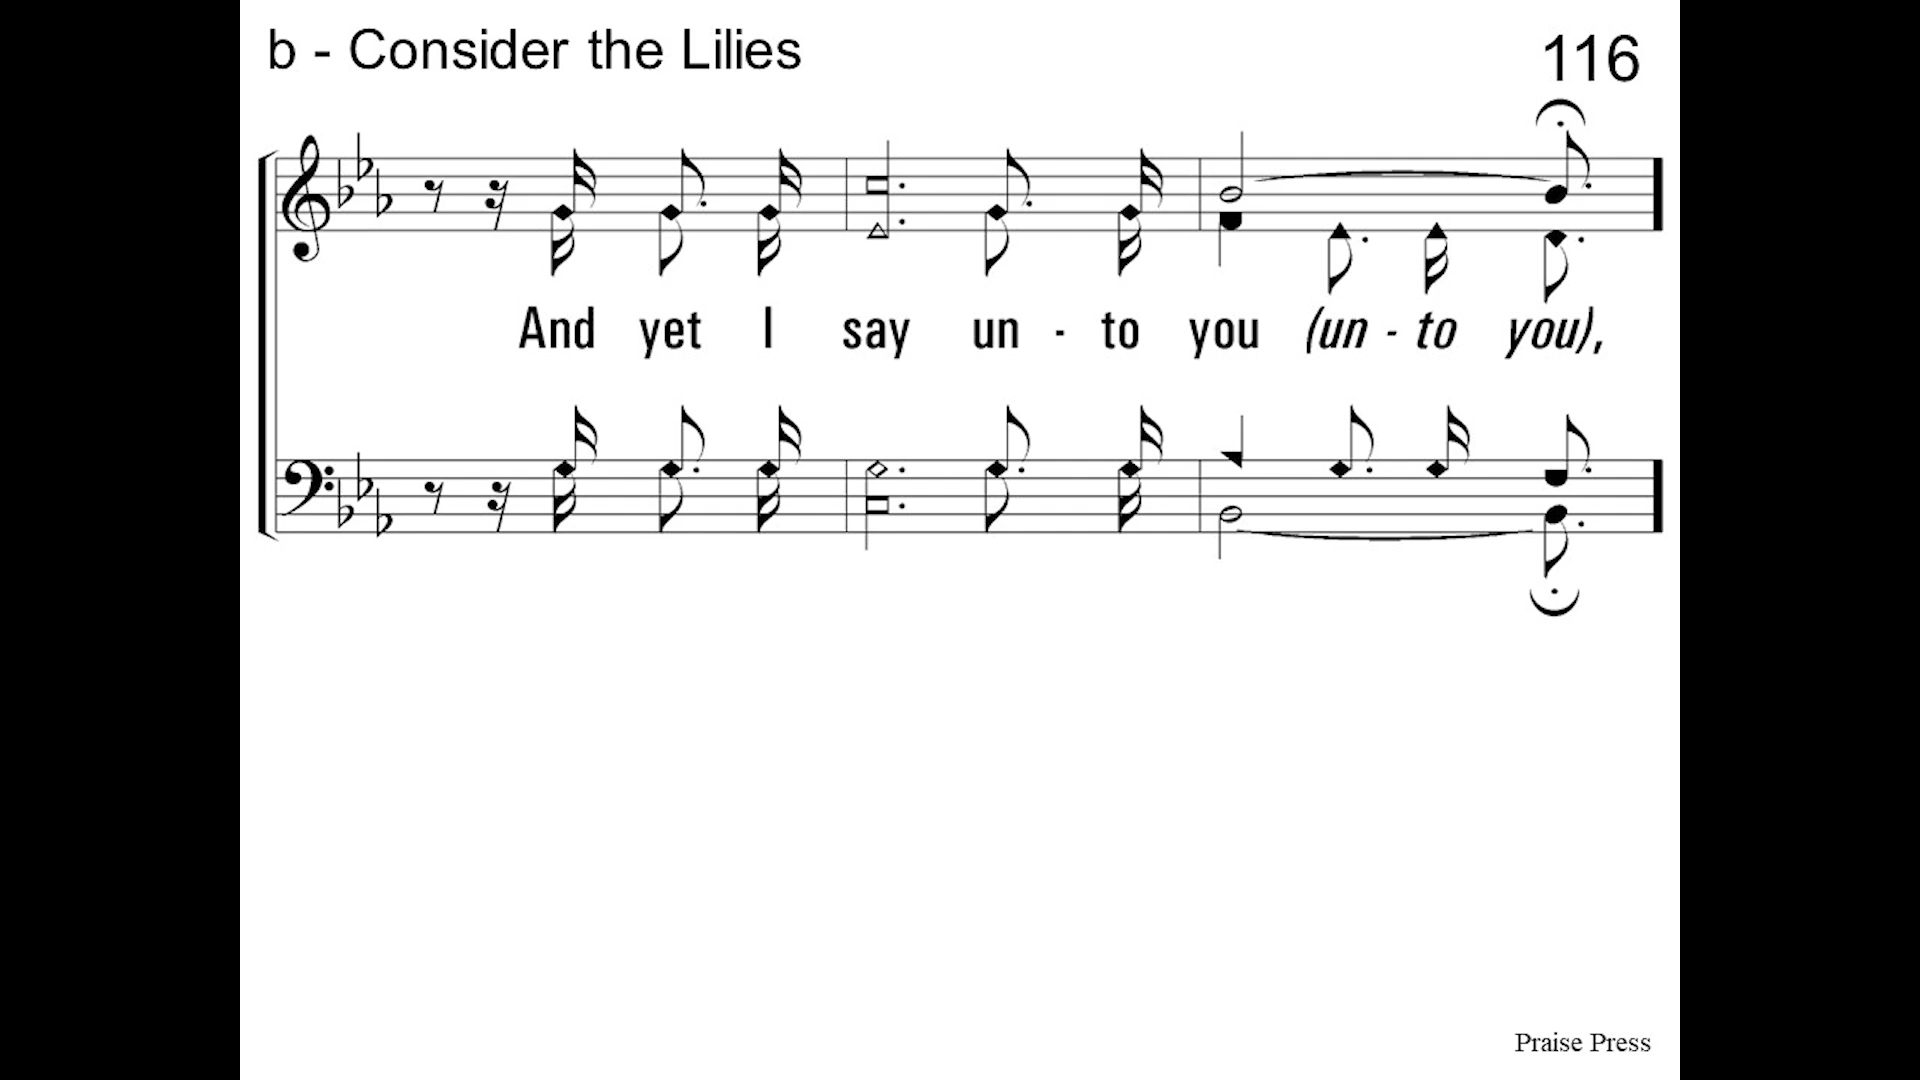 b - Consider the Lilies
116
And yet I say un - to you (un - to you),
Praise Press